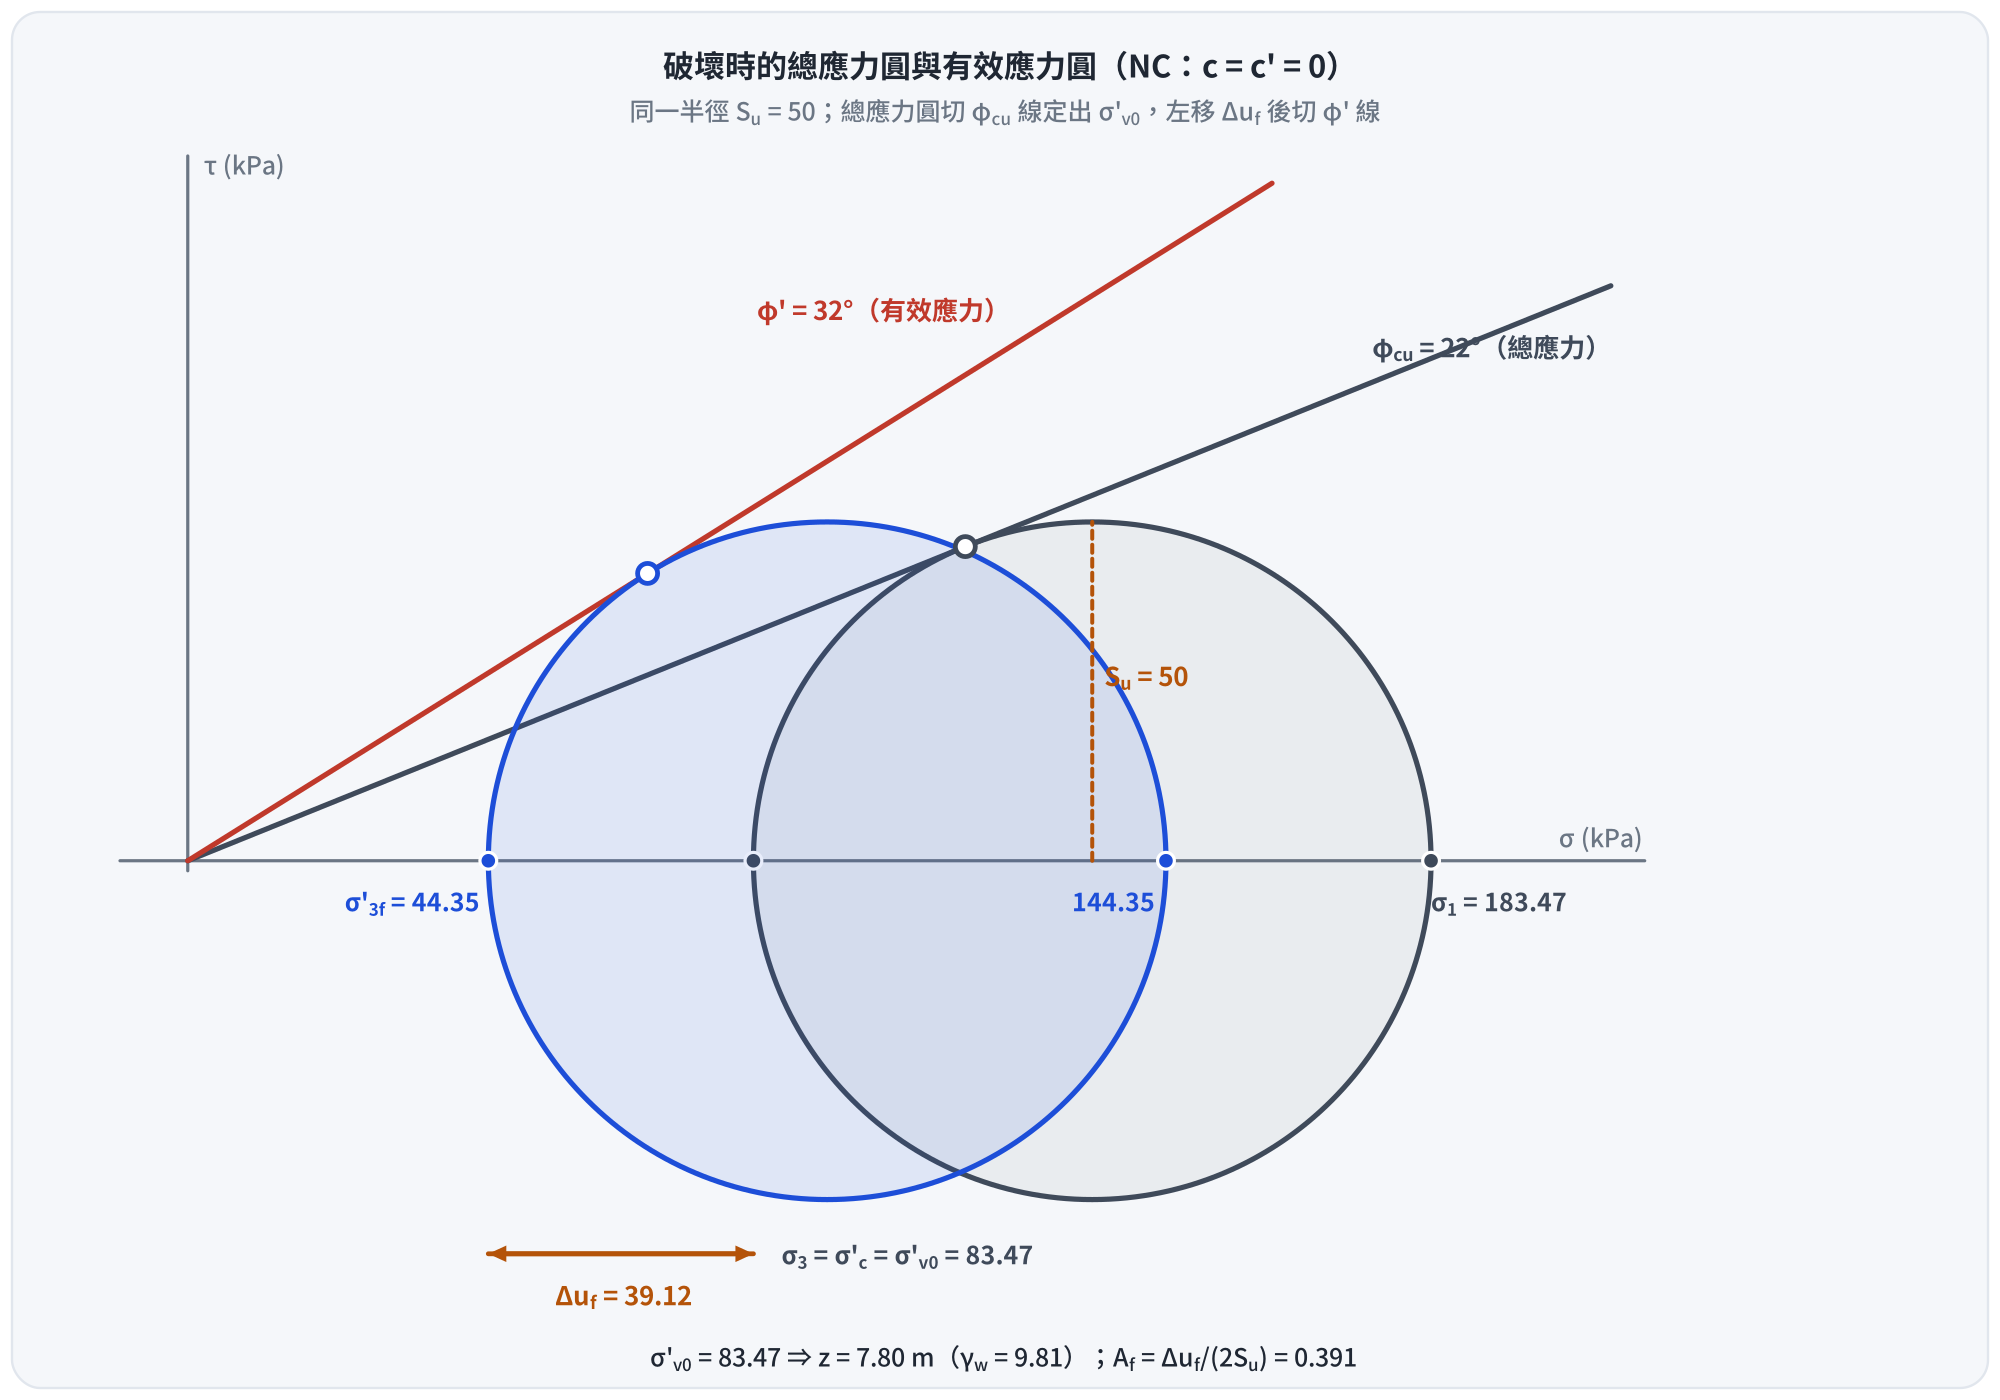 破壞時的總應力圓與有效應力圓（NC：c = c' = 0）
同一半徑 Su = 50；總應力圓切 ϕcu 線定出 σ'v0，左移 Δuf 後切 ϕ' 線
τ (kPa)
ϕ' = 32°（有效應力）
ϕcu = 22°（總應力）
Su = 50
σ (kPa)
σ'3f = 44.35
144.35
σ1 = 183.47
σ3 = σ'c = σ'v0 = 83.47
Δuf = 39.12
σ'v0 = 83.47 ⇒ z = 7.80 m（γw = 9.81）；Af = Δuf/(2Su) = 0.391